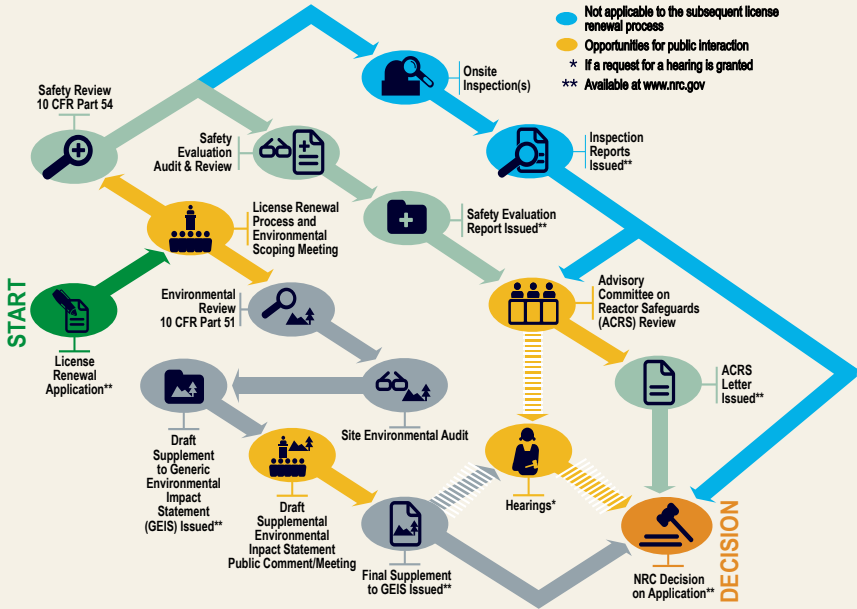 Not applicable to the subsequent license
renewal process
Opportunities for public interaction
* If a request for a hearing is granted
** Available at www.nrc.gov
Safety Review
10 CFR Part 54
Onsite
Inspection(s)
Safety
Evaluation
Audit & Review
Inspection
Reports
Issued**
License Renewal
Process and
Environmental
Scoping Meeting
Safety Evaluation
Report Issued**
START
Environmental
Review
10 CFR Part 51
Advisory
Committee on
Reactor Safeguards
(ACRS) Review
License
Renewal
Application**
ACRS
Letter
Issued**
Site Environmental Audit
Draft
Supplement
to Generic
Environmental
Impact
Statement
(GEIS) Issued**
Draft
Supplemental
Environmental
Impact Statement
Public Comment/Meeting
Hearings*
Final Supplement
to GEIS Issued**
DECISION
NRC Decision
on Application**